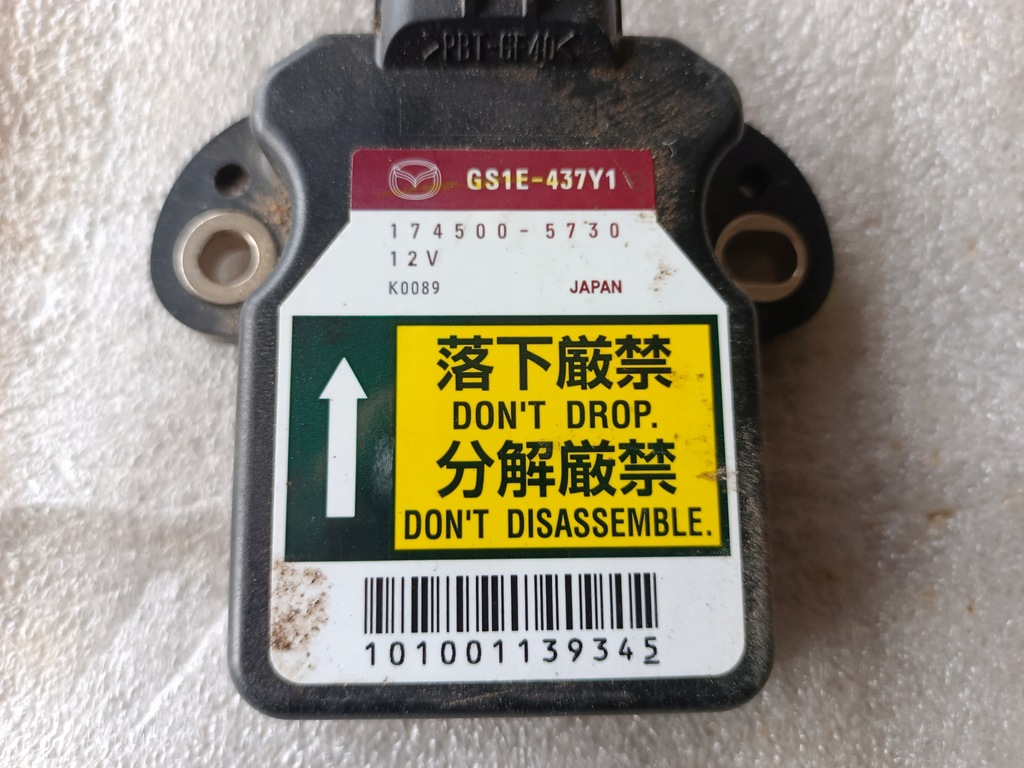 >PBT-GF40<
GS1E-437Y1
174500-5730
12V
K0089 JAPAN
落下厳禁
DON'T DROP.
分解厳禁
DON'T DISASSEMBLE.
101001139345